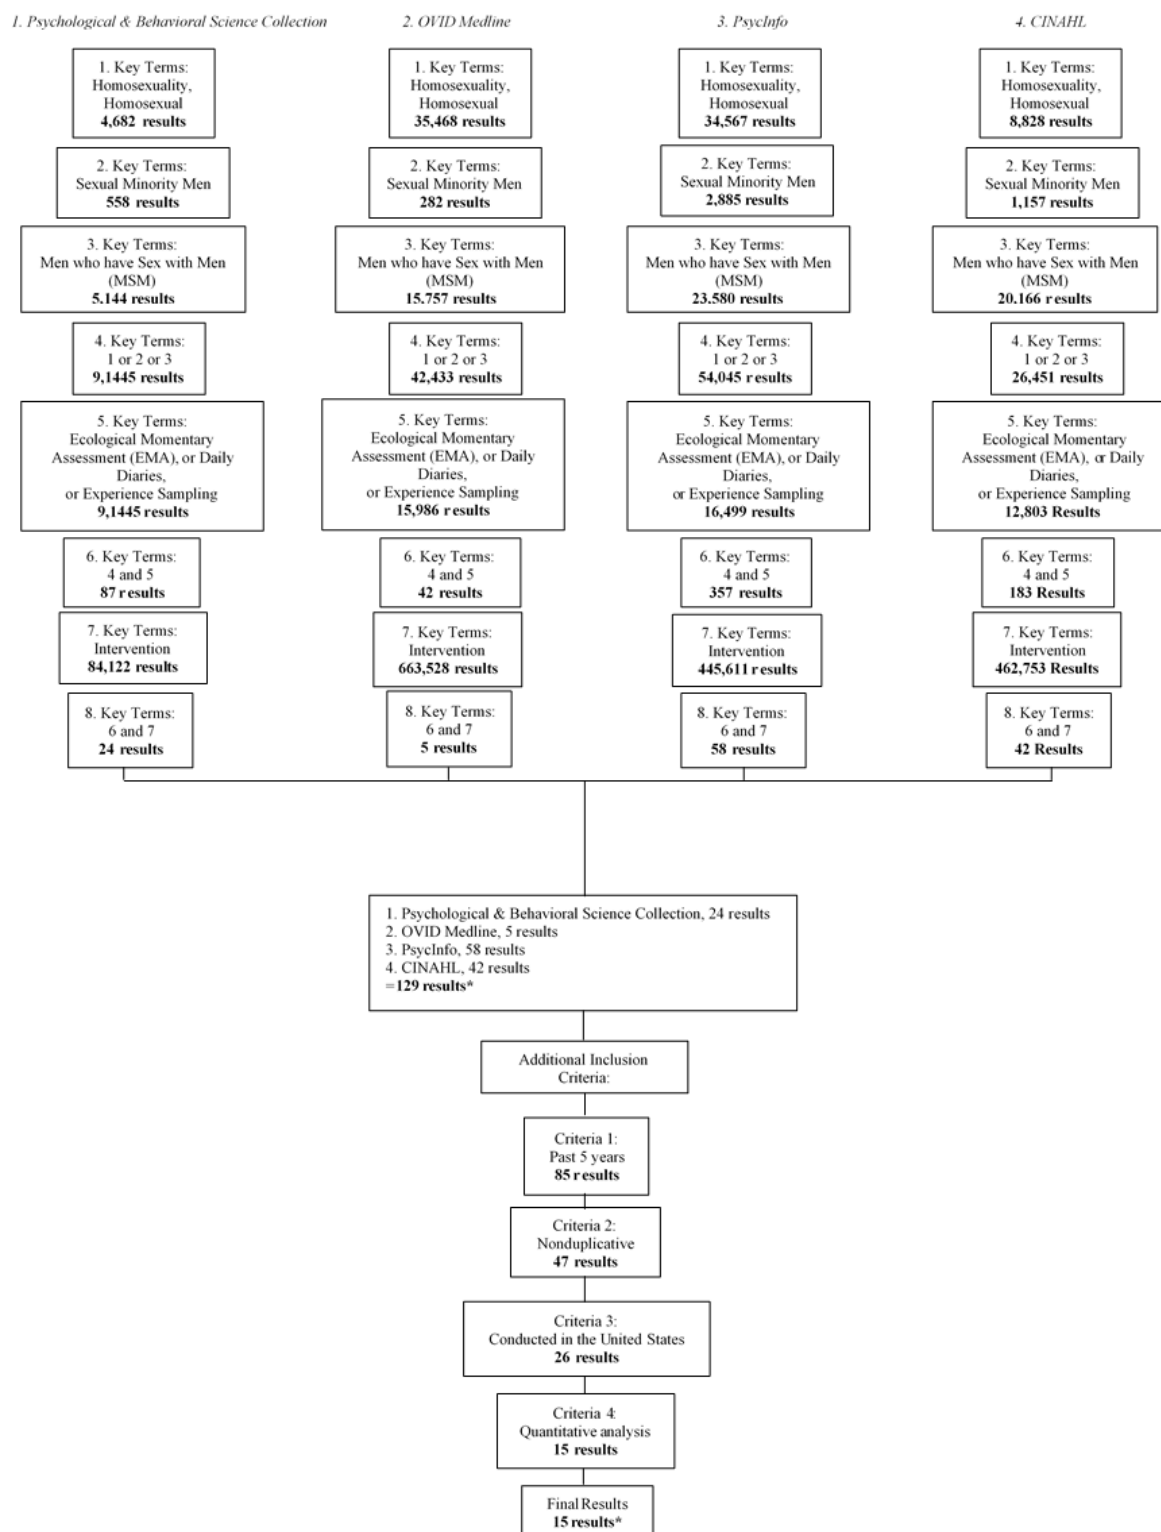 1. Psychological & Behavioral Science Collection
1. Key Terms:
Homosexuality,
Homosexual
4,682 results
2. Key Terms:
Sexual Minority Men
558 results
3. Key Terms:
Men who have Sex with Men
(MSM)
5.144 results
4. Key Terms:
1 or 2 or 3
9,1445 results
5. Key Terms:
Ecological Momentary
Assessment (EMA), or Daily
Diaries,
or Experience Sampling
9,1445 results
6. Key Terms:
4 and 5
87 results
7. Key Terms:
Intervention
84,122 results
8. Key Terms:
6 and 7
24 results
2. OVID Medline
1. Key Terms:
Homosexuality,
Homosexual
35,468 results
2. Key Terms:
Sexual Minority Men
282 results
3. Key Terms:
Men who have Sex with Men
(MSM)
15.757 results
4. Key Terms:
1 or 2 or 3
42,433 results
5. Key Terms:
Ecological Momentary
Assessment (EMA), or Daily
Diaries,
or Experience Sampling
15,986 results
6. Key Terms:
4 and 5
42 results
7. Key Terms:
Intervention
663,528 results
8. Key Terms:
6 and 7
5 results
3. PsycInfo
1. Key Terms:
Homosexuality,
Homosexual
34,567 results
2. Key Terms:
Sexual Minority Men
2,885 results
3. Key Terms:
Men who have Sex with Men
(MSM)
23.580 results
4. Key Terms:
1 or 2 or 3
54,045 results
5. Key Terms:
Ecological Momentary
Assessment (EMA), or Daily
Diaries,
or Experience Sampling
16,499 results
6. Key Terms:
4 and 5
357 results
7. Key Terms:
Intervention
445,611 results
8. Key Terms:
6 and 7
58 results
4. CINAHL
1. Key Terms:
Homosexuality,
Homosexual
8,828 results
2. Key Terms:
Sexual Minority Men
1,157 results
3. Key Terms:
Men who have Sex with Men
(MSM)
20.166 results
4. Key Terms:
1 or 2 or 3
26,451 results
5. Key Terms:
Ecological Momentary
Assessment (EMA), or Daily
Diaries,
or Experience Sampling
12,803 Results
6. Key Terms:
4 and 5
183 Results
7. Key Terms:
Intervention
462,753 Results
8. Key Terms:
6 and 7
42 Results
1. Psychological & Behavioral Science Collection, 24 results
2. OVID Medline, 5 results
3. PsycInfo, 58 results
4. CINAHL, 42 results
=129 results*
Additional Inclusion
Criteria:
Criteria 1:
Past 5 years
85 results
Criteria 2:
Nonduplicative
47 results
Criteria 3:
Conducted in the United States
26 results
Criteria 4:
Quantitative analysis
15 results
Final Results
15 results*